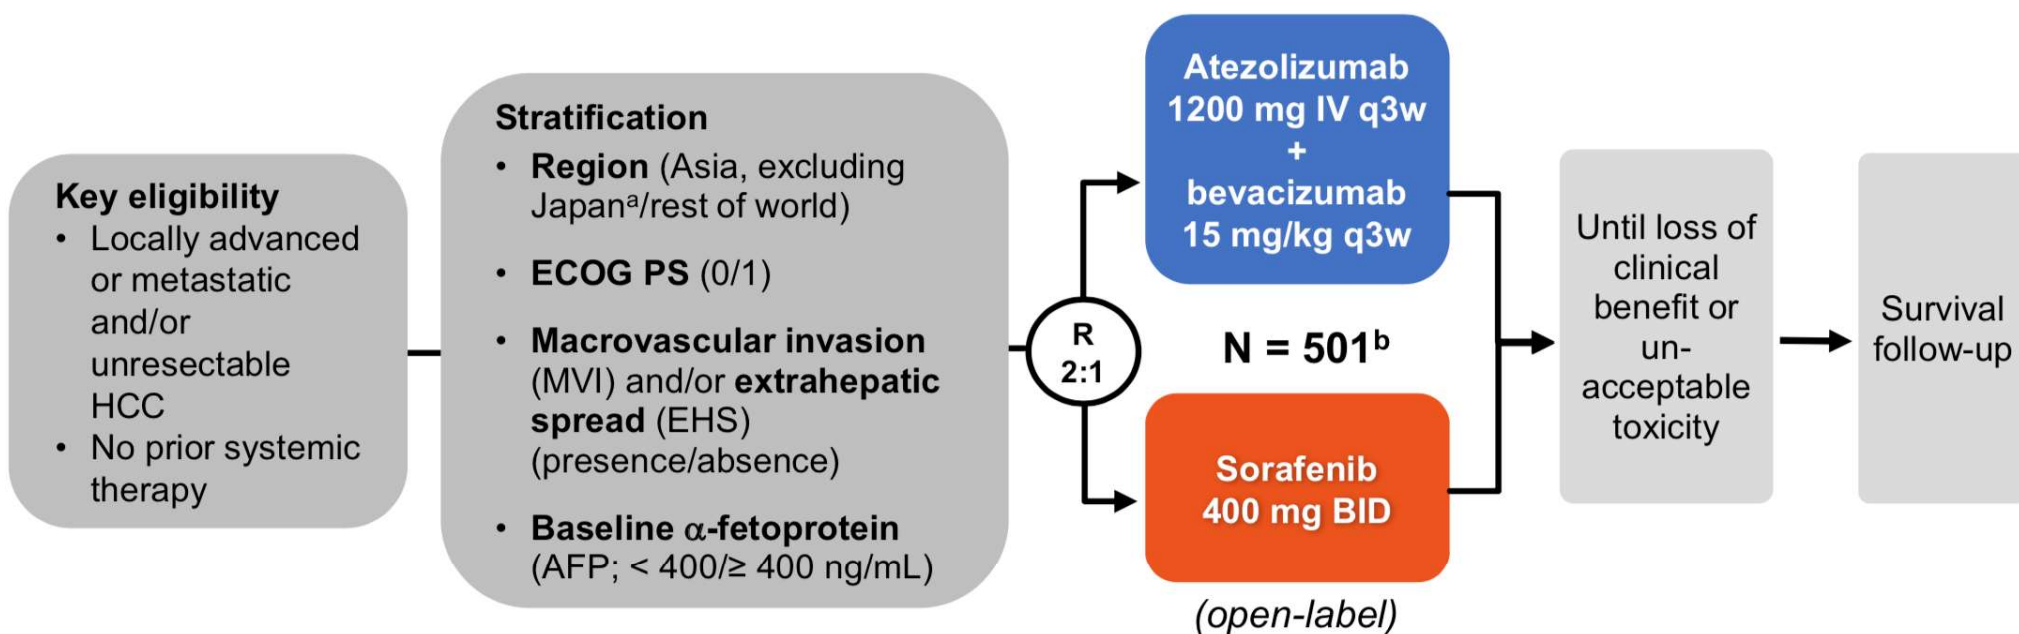 Key eligibility
• Locally advanced
or metastatic
and/or
unresectable
HCC
• No prior systemic
therapy
Stratification
• Region (Asia, excluding
Japanᵃ/rest of world)
• ECOG PS (0/1)
• Macrovascular invasion
(MVI) and/or extrahepatic
spread (EHS)
(presence/absence)
• Baseline α-fetoprotein
(AFP; < 400/≥ 400 ng/mL)
R
2:1
Atezolizumab
1200 mg IV q3w
+
bevacizumab
15 mg/kg q3w
N = 501ᵇ
Sorafenib
400 mg BID
(open-label)
Until loss of
clinical
benefit or
un-
acceptable
toxicity
Survival
follow-up